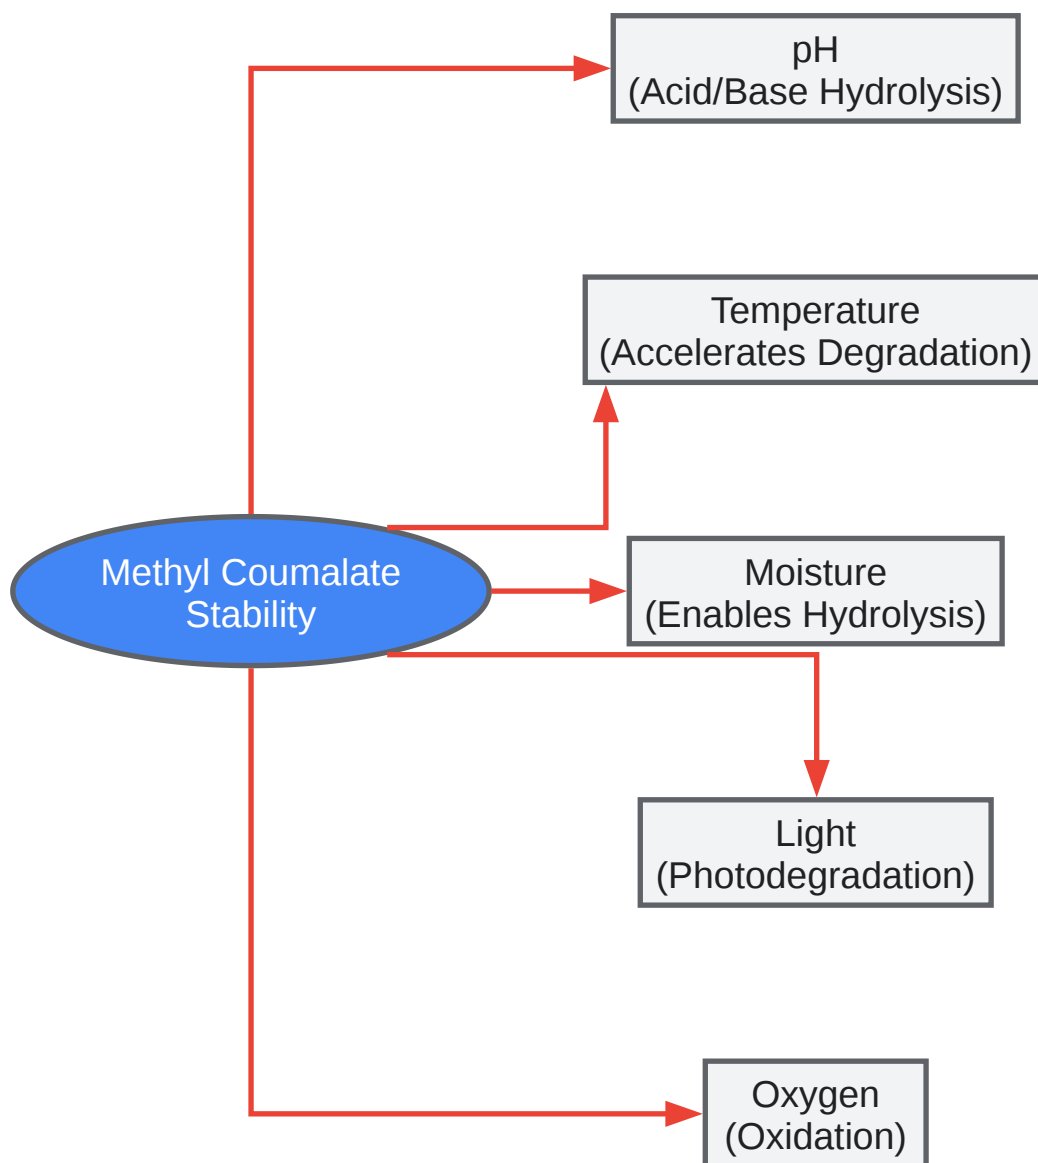 pH
(Acid/Base Hydrolysis)
Temperature
(Accelerates Degradation)
Methyl Coumalate
Stability
Moisture
(Enables Hydrolysis)
Light
(Photodegradation)
Oxygen
(Oxidation)